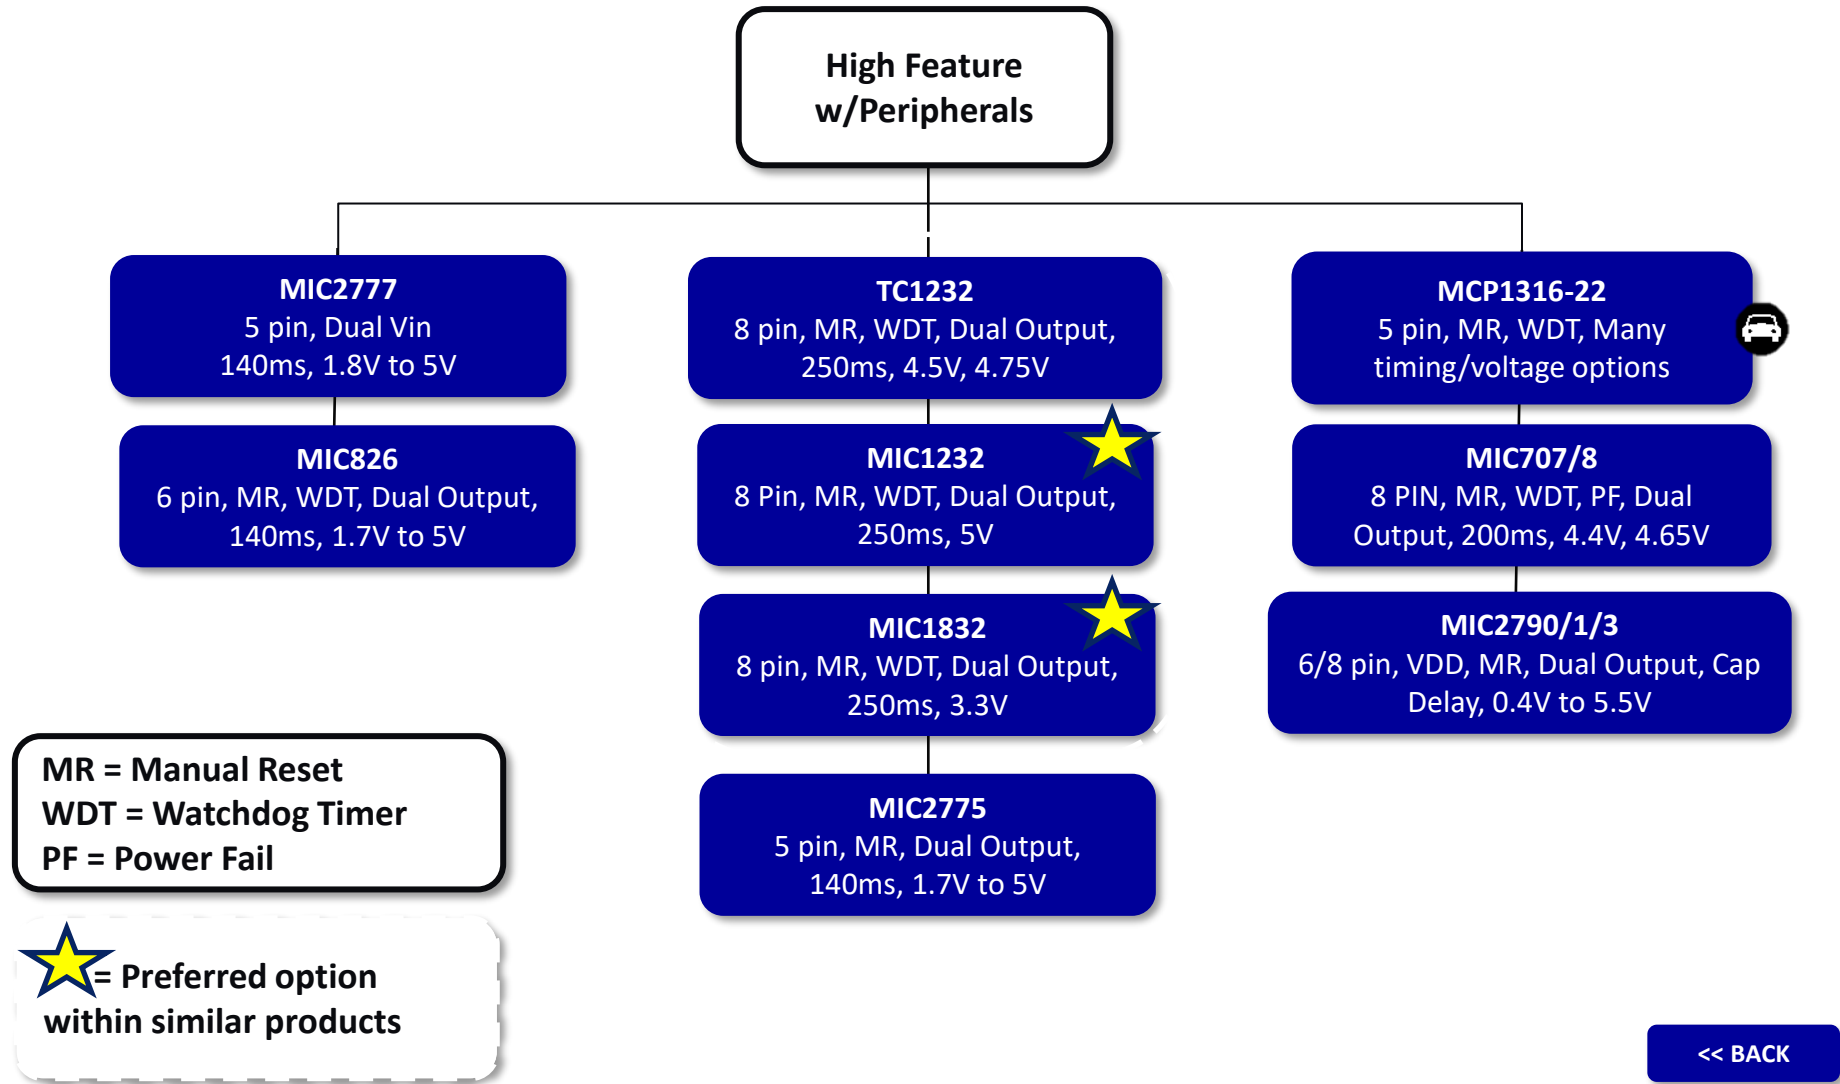 High Feature
w/Peripherals
MIC2777
5 pin, Dual Vin
140ms, 1.8V to 5V
MIC826
6 pin, MR, WDT, Dual Output,
140ms, 1.7V to 5V
TC1232
8 pin, MR, WDT, Dual Output,
250ms, 4.5V, 4.75V
MIC1232
8 Pin, MR, WDT, Dual Output,
250ms, 5V
MIC1832
8 pin, MR, WDT, Dual Output,
250ms, 3.3V
MIC2775
5 pin, MR, Dual Output,
140ms, 1.7V to 5V
MCP1316-22
5 pin, MR, WDT, Many
timing/voltage options
MIC707/8
8 PIN, MR, WDT, PF, Dual
Output, 200ms, 4.4V, 4.65V
MIC2790/1/3
6/8 pin, VDD, MR, Dual Output, Cap
Delay, 0.4V to 5.5V
MR = Manual Reset
WDT = Watchdog Timer
PF = Power Fail
= Preferred option
within similar products
<< BACK